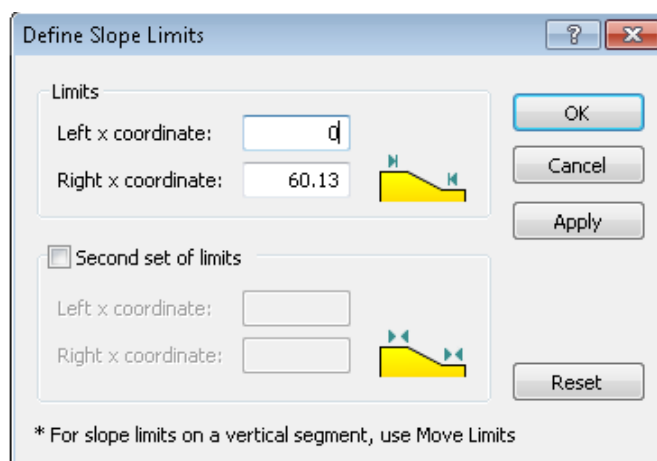 Define Slope Limits
?
Limits
Left x coordinate: 0
Right x coordinate: 60.13
OK
Cancel
Apply
Second set of limits
Left x coordinate:
Right x coordinate:
Reset
* For slope limits on a vertical segment, use Move Limits